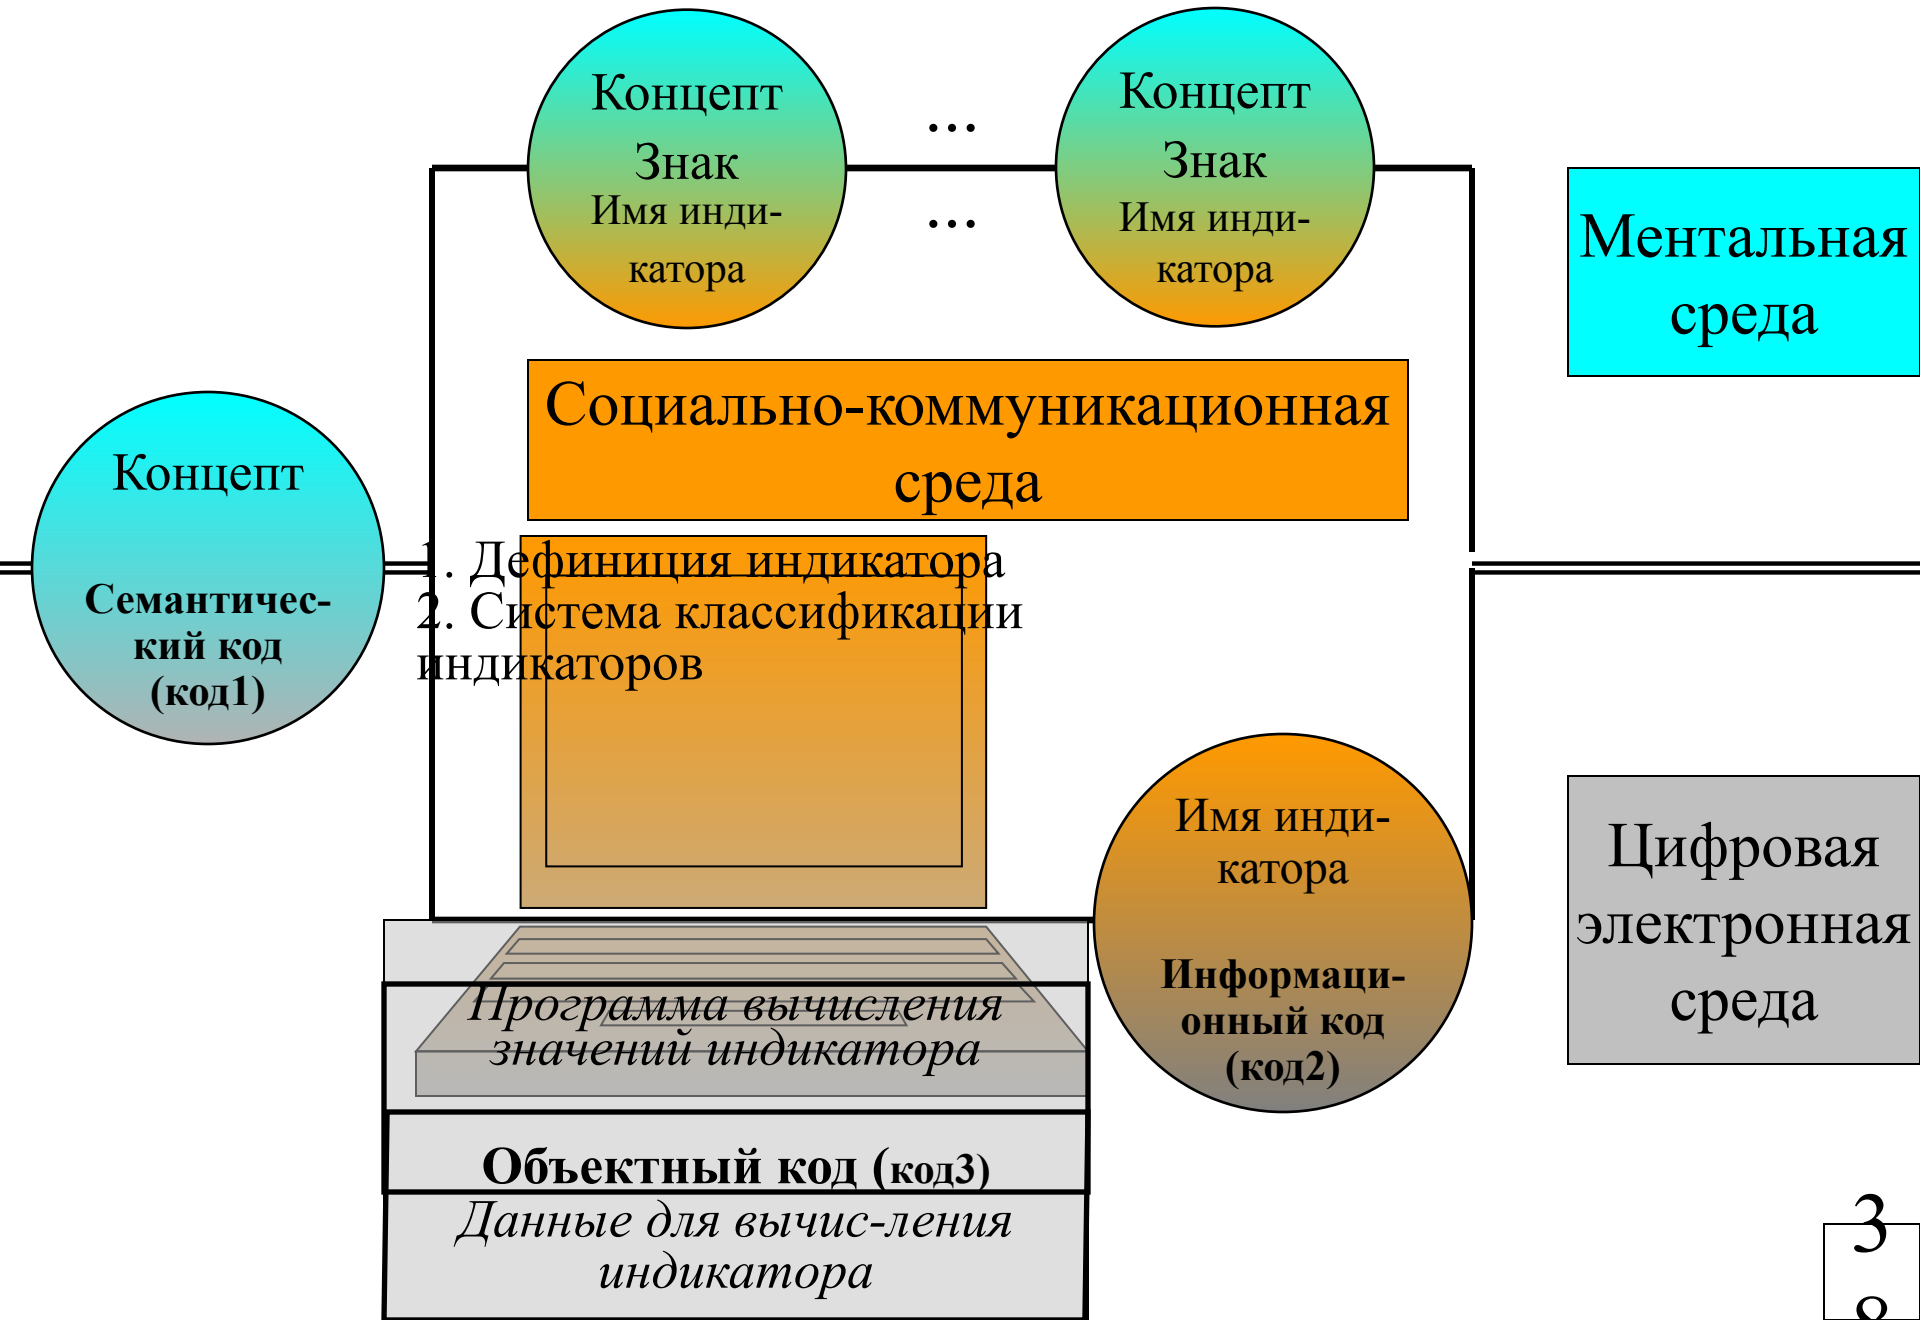 Концепт
Знак
Имя инди-
катора
...
...
Концепт
Знак
Имя инди-
катора
Ментальная
среда
Социально-коммуникационная
среда
Концепт
Семантичес-
кий код
(код1)
1. Дефиниция индикатора
2. Система классификации
индикаторов
Имя инди-
катора
Информаци-
онный код
(код2)
Цифровая
электронная
среда
Программа вычисления
значений индикатора
Объектный код (код3)
Данные для вычис-ления
индикатора
3
8